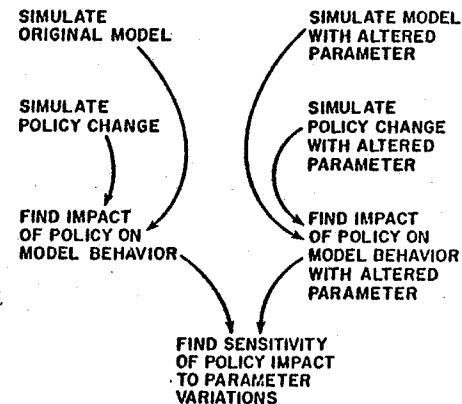 SIMULATE
ORIGINAL MODEL
SIMULATE MODEL
WITH ALTERED
PARAMETER
SIMULATE
POLICY CHANGE
SIMULATE
POLICY CHANGE
WITH ALTERED
PARAMETER
FIND IMPACT
OF POLICY ON
MODEL BEHAVIOR
FIND IMPACT
OF POLICY ON
MODEL BEHAVIOR
WITH ALTERED
PARAMETER
FIND SENSITIVITY
OF POLICY IMPACT
TO PARAMETER
VARIATIONS